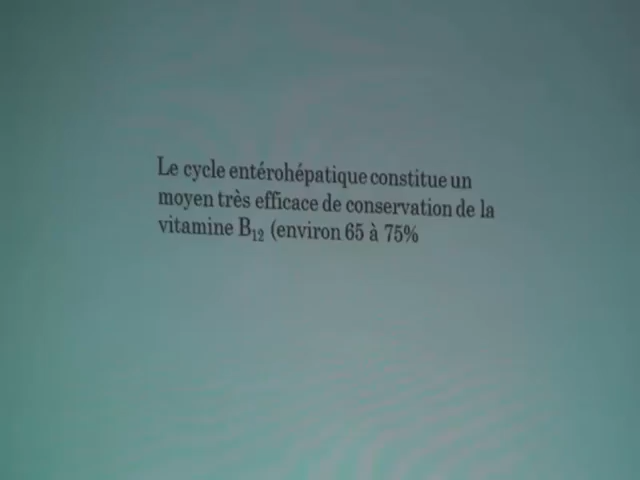 Le cycle entérohépatique constitue un
moyen très efficace de conservation de la
vitamine B₁₂ (environ 65 à 75%